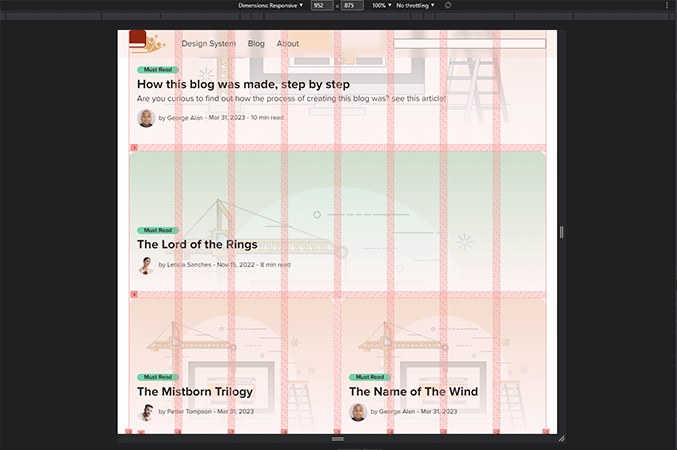 Dimensions: Responsive ▼ 952 × 875 100% ▼ No throttling ▼
Design System Blog About
Must Read
How this blog was made, step by step
Are you curious to find out how the process of creating this blog was? see this article!
by George Alan - Mar 31, 2023 - 10 min read
Must Read
The Lord of the Rings
by Leticia Sanches - Nov 15, 2022 - 8 min read
Must Read
The Mistborn Trilogy
by Petter Tompson - Mar 31, 2023
Must Read
The Name of The Wind
by George Alan - Mar 31, 2023